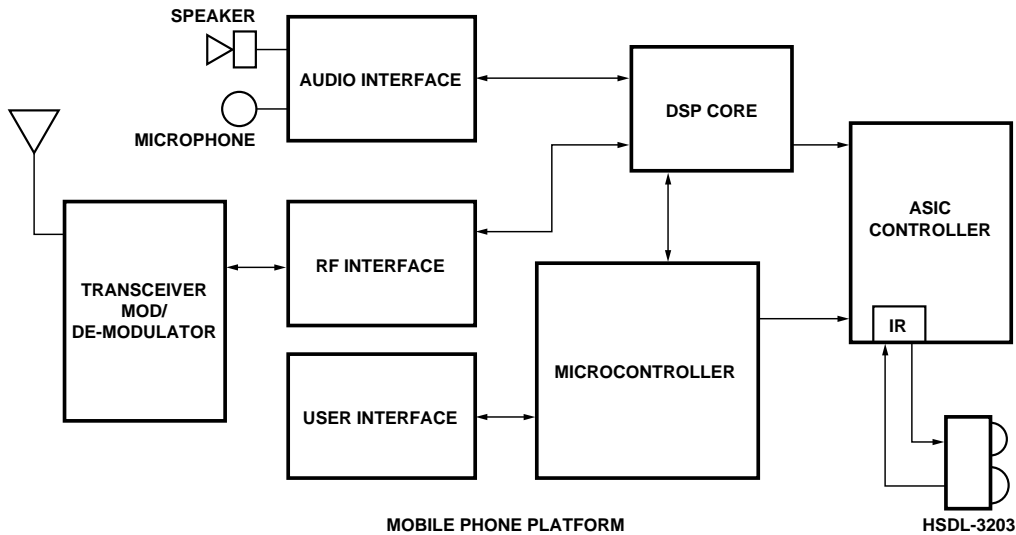 SPEAKER
AUDIO INTERFACE
MICROPHONE
DSP CORE
ASIC
CONTROLLER
TRANSCEIVER
MOD/
DE-MODULATOR
RF INTERFACE
IR
MICROCONTROLLER
USER INTERFACE
MOBILE PHONE PLATFORM
HSDL-3203